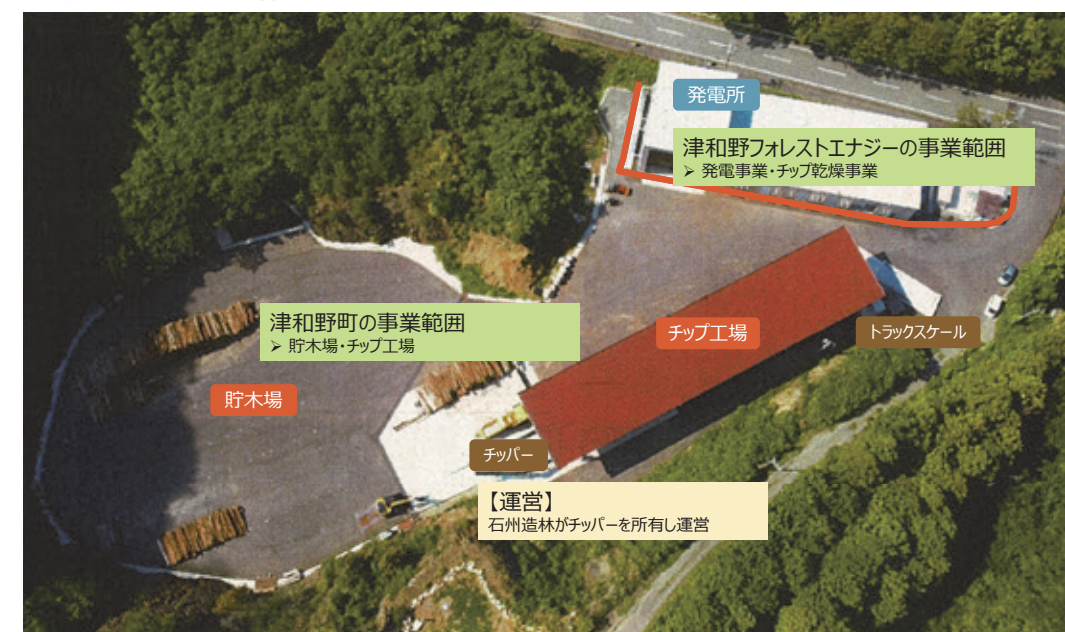 発電所
津和野フォレストエナジーの事業範囲
➢ 発電事業・チップ乾燥事業
津和野町の事業範囲
➢ 貯木場・チップ工場
チップ工場
トラックスケール
貯木場
チッパー
【運営】
石州造林がチッパーを所有し運営